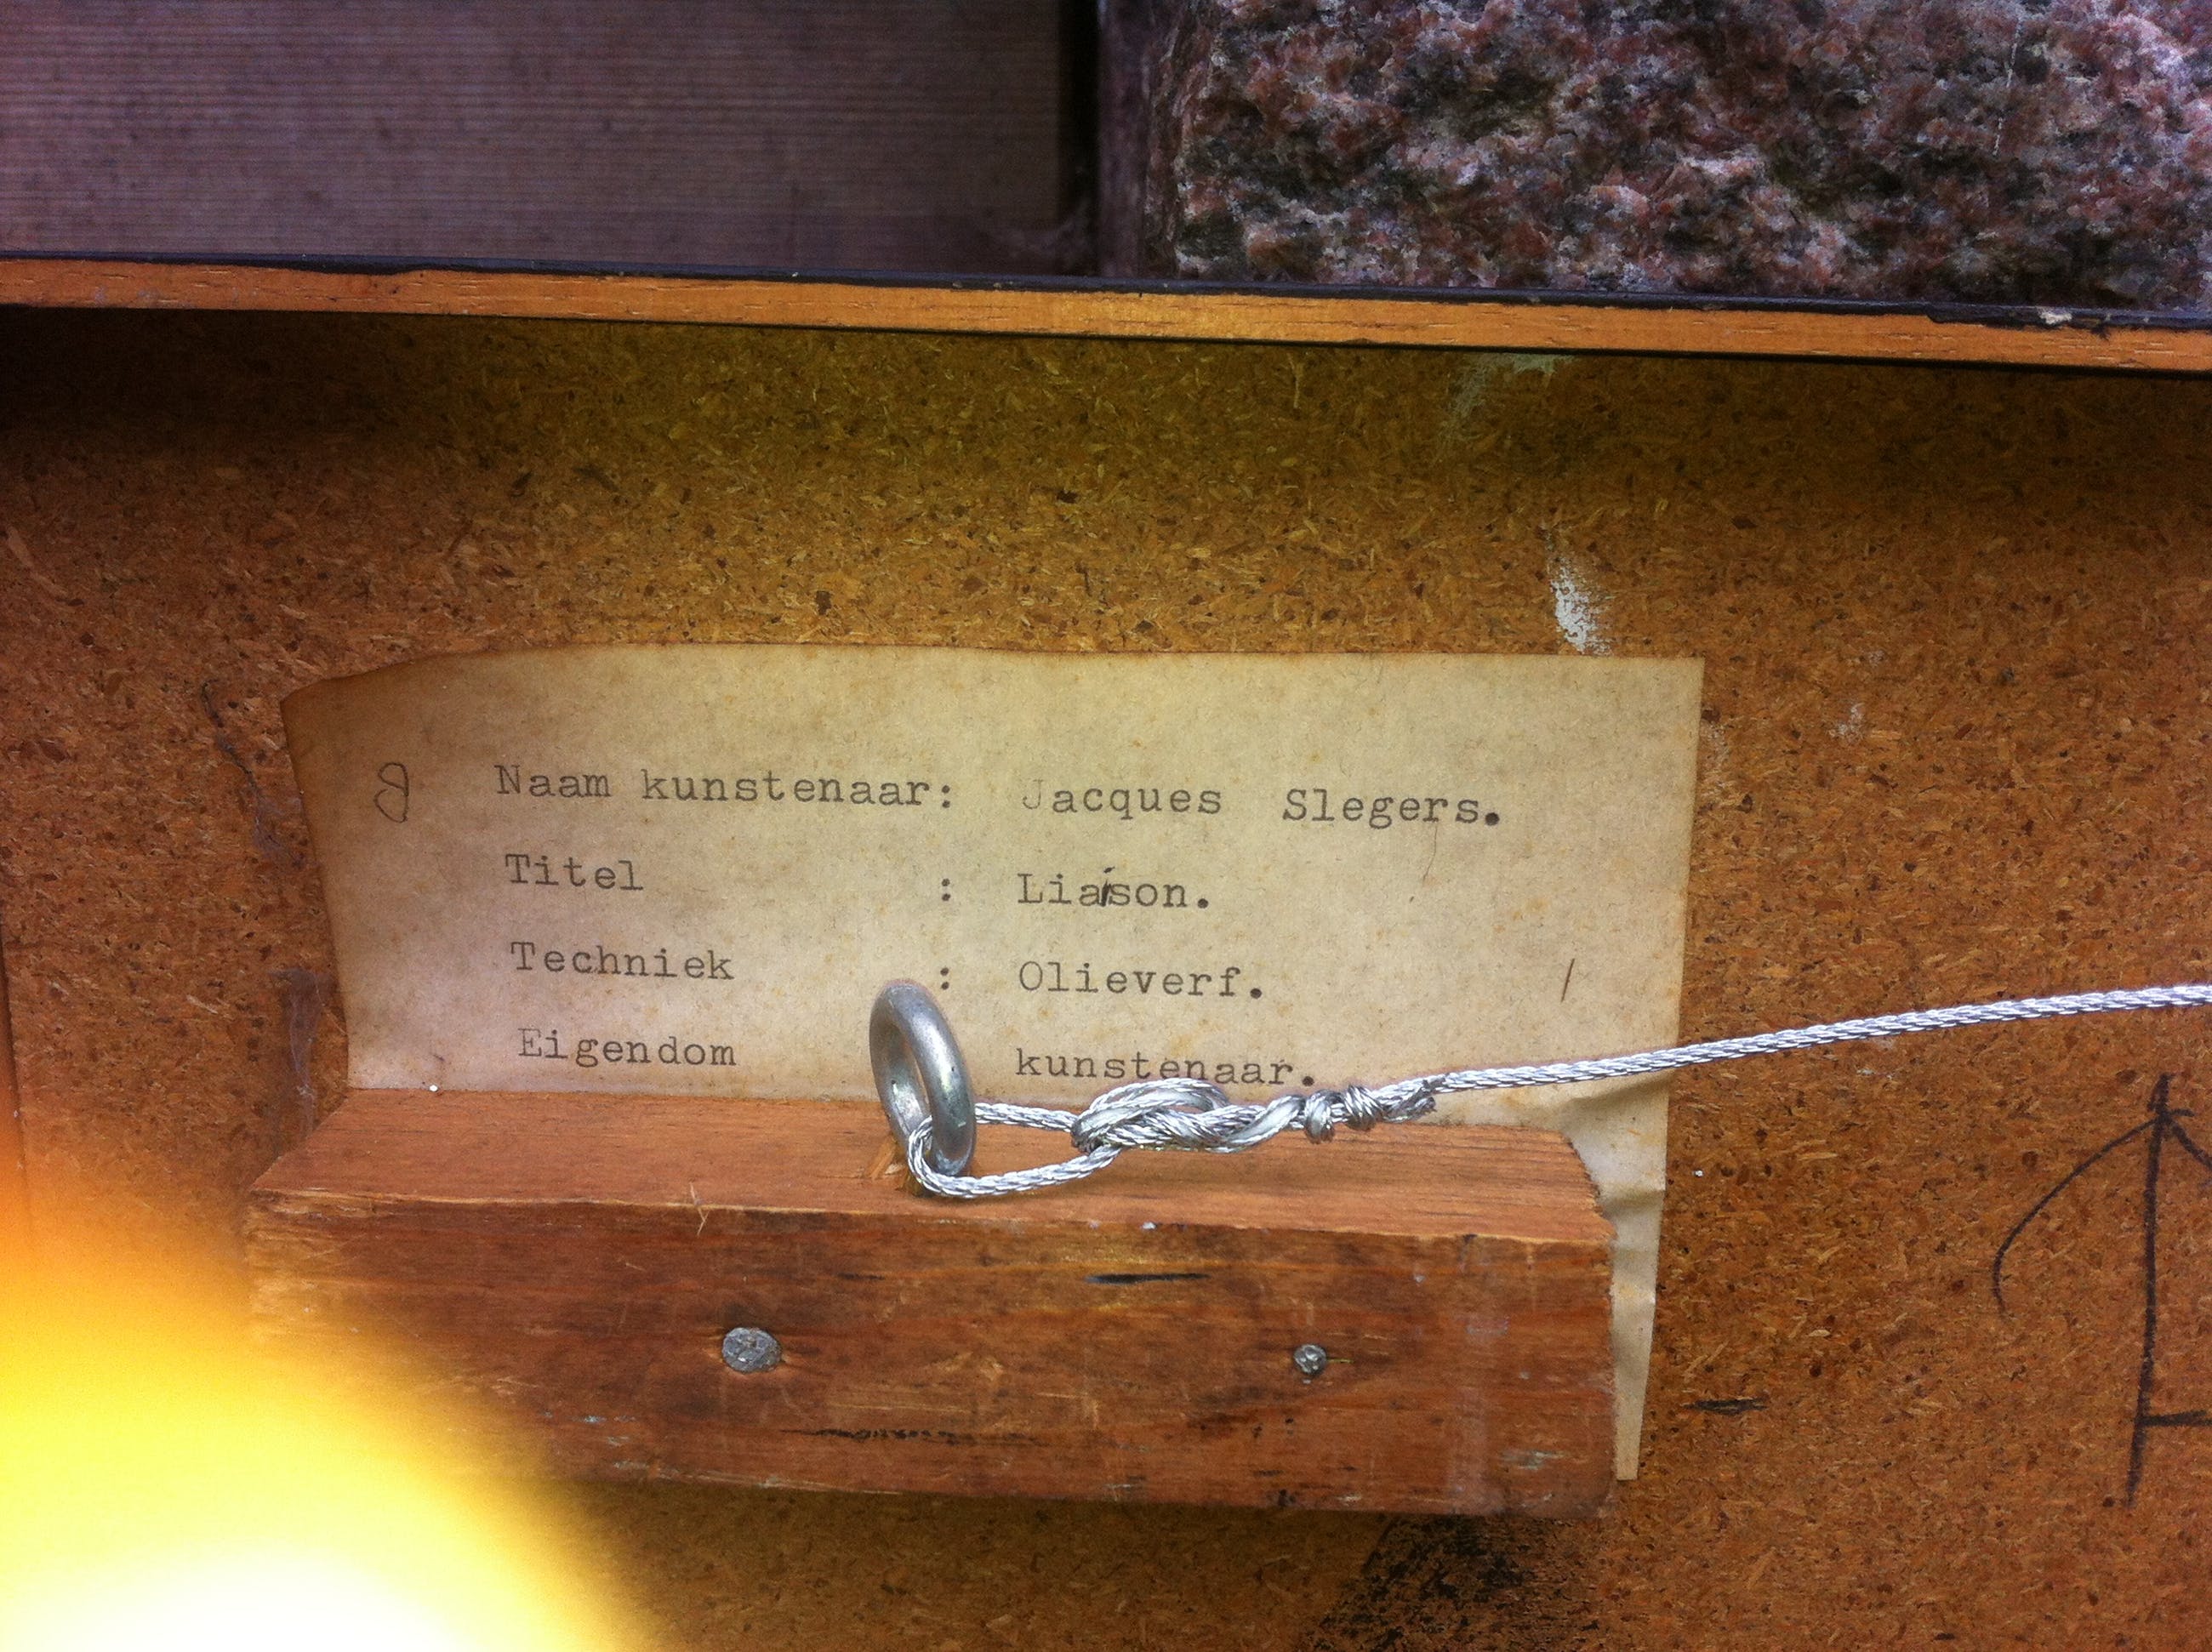 Naam kunstenaar: Jacques Slegers.
Titel : Liaison.
Techniek : Olieverf.
Eigendom kunstenaar.